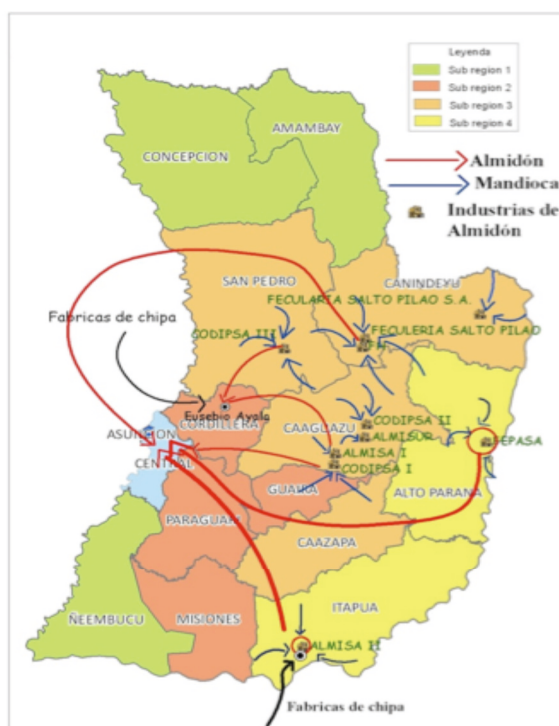 Leyenda
Sub region 1
Sub region 2
Sub region 3
Sub region 4
AMAMBAY
CONCEPCION
Almidón
Mandioca
Industrias de
Almidón
SAN PEDRO
CANINDEYU
FECULARIA SALTO PILAO S.A.
Fabricas de chipa
CODIPSA III
FECULERIA SALTO PILAO
Eusebio Ayala
CORDILLERA
ASUNCION
CAAGUAZU
CODIPSA II
ALMISUR
FEPASA
CENTRAL
ALMISA I
CODIPSA I
GUAIRA
ALTO PARANA
PARAGUARI
CAAZAPA
ÑEEMBUCU
MISIONES
ITAPUA
ALMISA II
Fabricas de chipa